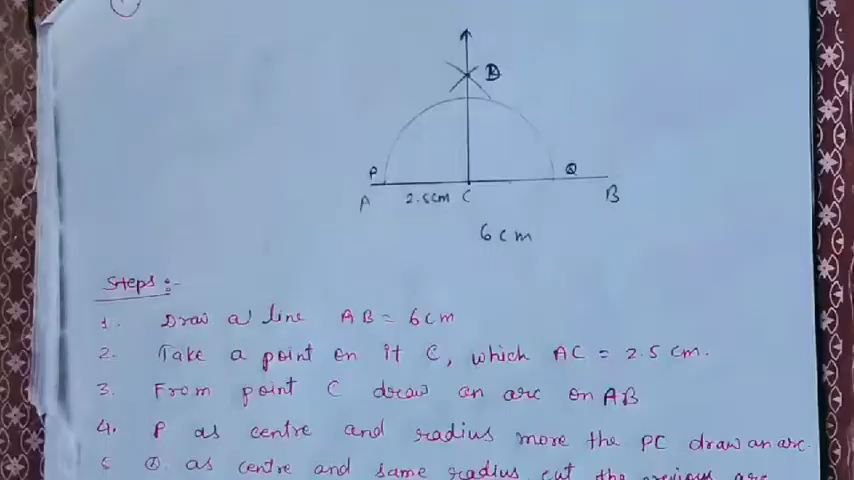 D
P
Q
A
2.5cm
C
B
6cm
Steps :-
1. Draw a line AB = 6cm
2. Take a point on it C, which AC = 2.5 cm.
3. From point C draw an arc on AB
4. P as centre and radius more the PC draw an arc.
5 Q as centre and same radius cut the previous arc